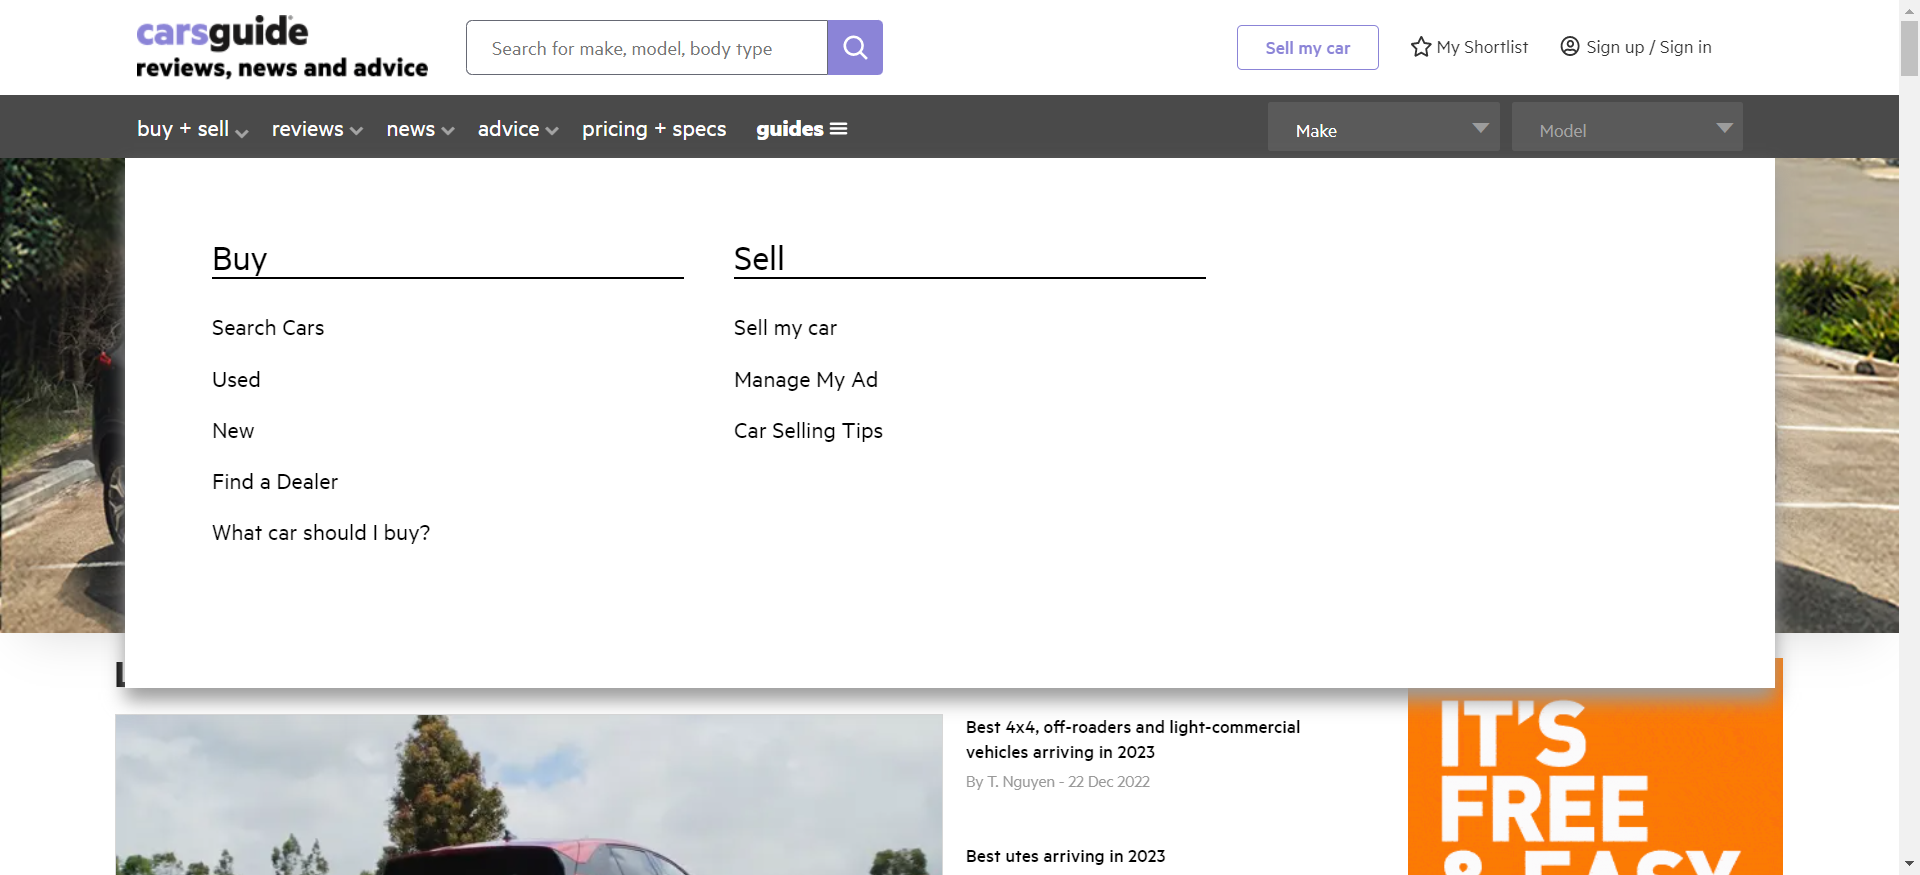 carsguide
reviews, news and advice
Search for make, model, body type
Sell my car
My Shortlist
Sign up / Sign in
buy + sell
reviews
news
advice
pricing + specs
guides
Make
Model
Buy
Search Cars
Used
New
Find a Dealer
What car should I buy?
Sell
Sell my car
Manage My Ad
Car Selling Tips
Best 4x4, off-roaders and light-commercial
vehicles arriving in 2023
By T. Nguyen - 22 Dec 2022
Best utes arriving in 2023
IT'S
FREE
& EASY